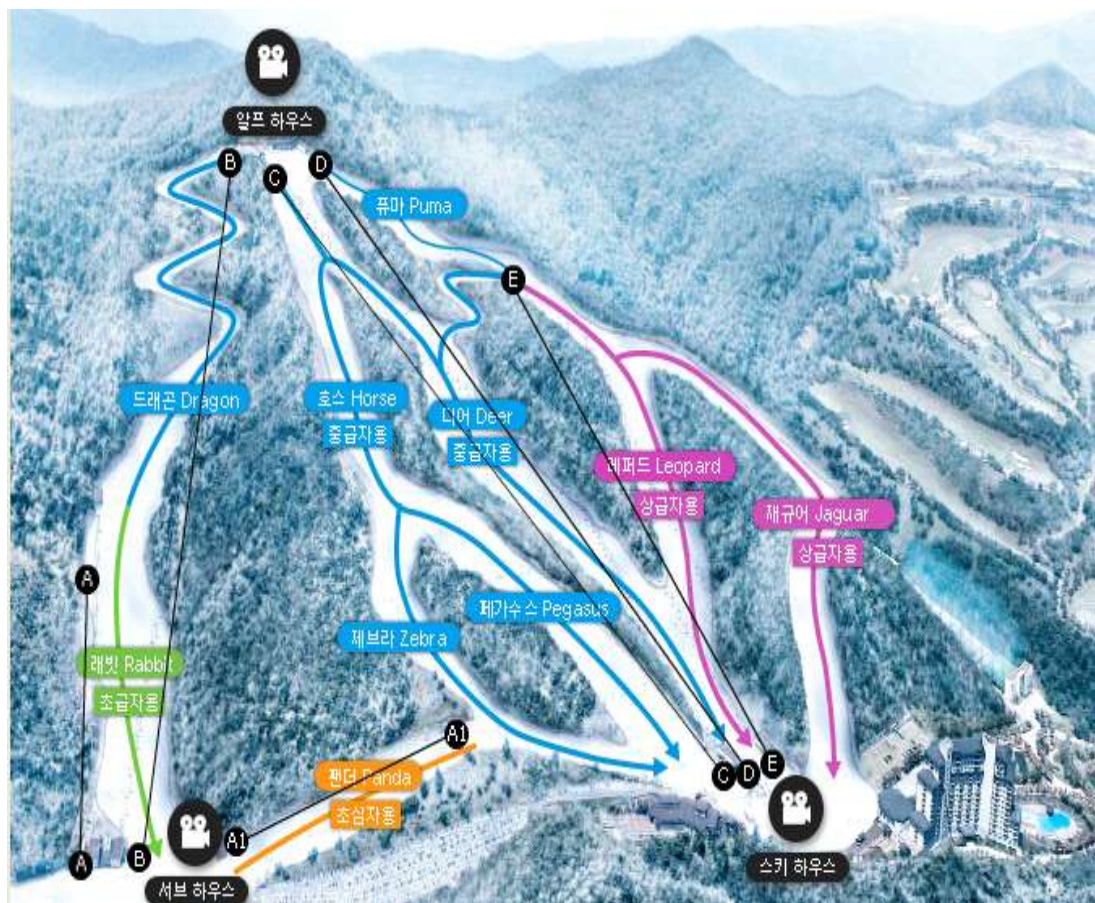 알프 하우스
B
C
D
퓨마 Puma
E
드래곤 Dragon
호스 Horse
중급자용
디어 Deer
중급자용
레퍼드 Leopard
상급자용
재규어 Jaguar
상급자용
A
페가수스 Pegasus
제브라 Zebra
래빗 Rabbit
초급자용
A1
팬더 Panda
초심자용
C
D
E
A
B
A1
서브 하우스
스키 하우스